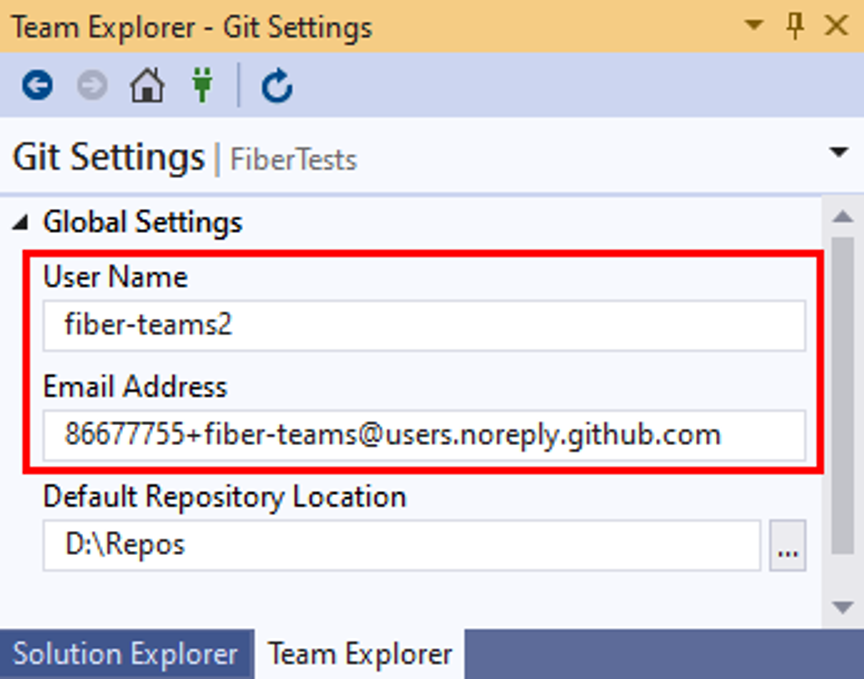 Team Explorer - Git Settings
Git Settings | FiberTests
Global Settings
User Name
fiber-teams2
Email Address
86677755+fiber-teams@users.noreply.github.com
Default Repository Location
D:\Repos
...
Solution Explorer
Team Explorer